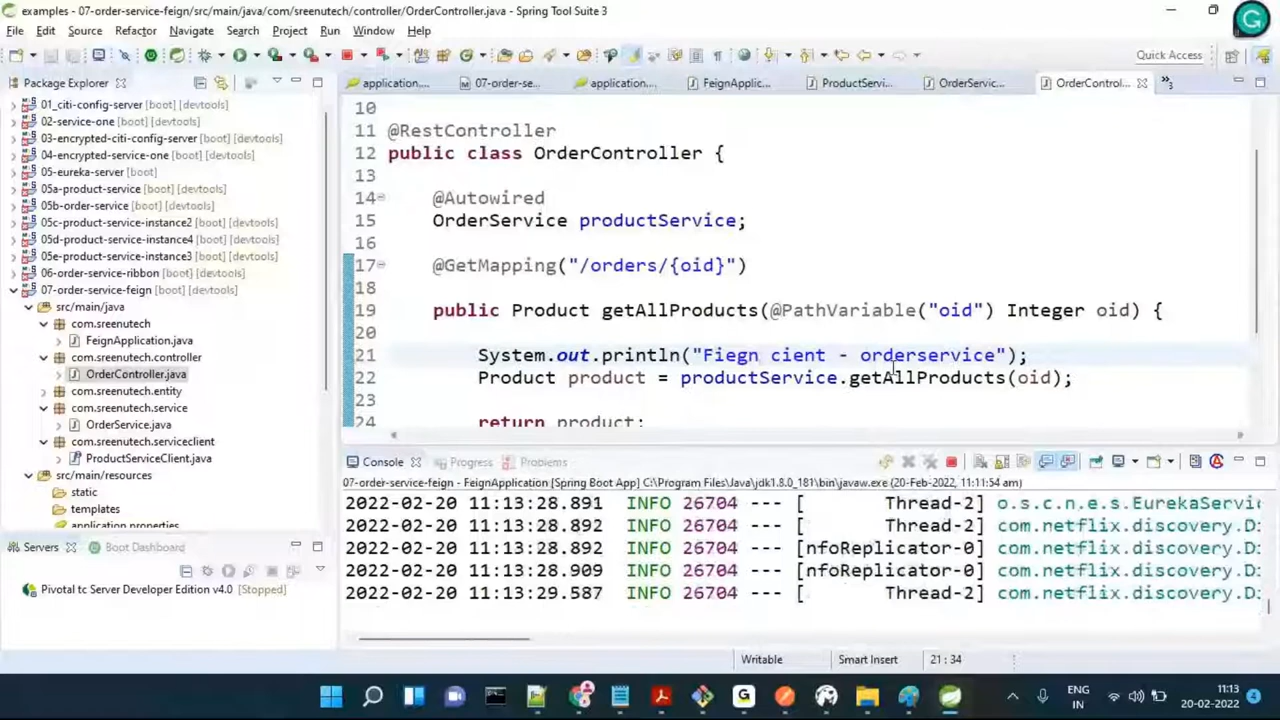 examples - 07-order-service-feign/src/main/java/com/sreenutech/controller/OrderController.java - Spring Tool Suite 3
File Edit Source Refactor Navigate Search Project Run Window Help
Quick Access
Package Explorer
application....
07-order-se...
application....
FeignApplic...
ProductServi...
OrderServic...
OrderControl...
»3
01_citi-config-server [boot] [devtools]
02-service-one [boot] [devtools]
03-encrypted-citi-config-server [boot] [devtools]
04-encrypted-service-one [boot] [devtools]
05-eureka-server [boot]
05a-product-service [boot] [devtools]
05b-order-service [boot] [devtools]
05c-product-service-instance2 [boot] [devtools]
05d-product-service-instance4 [boot] [devtools]
05e-product-service-instance3 [boot] [devtools]
06-order-service-ribbon [boot] [devtools]
07-order-service-feign [boot] [devtools]
src/main/java
com.sreenutech
FeignApplication.java
com.sreenutech.controller
OrderController.java
com.sreenutech.entity
com.sreenutech.service
OrderService.java
com.sreenutech.serviceclient
ProductServiceClient.java
src/main/resources
static
templates
application.properties
10
11 @RestController
12 public class OrderController {
13
14 @Autowired
15 OrderService productService;
16
17 @GetMapping("/orders/{oid}")
18
19 public Product getAllProducts(@PathVariable("oid") Integer oid) {
20
21 System.out.println("Fiegn cient - orderservice");
22 Product product = productService.getAllProducts(oid);
23
24 return product;
Servers
Boot Dashboard
Pivotal tc Server Developer Edition v4.0 [Stopped]
Console
Progress
Problems
07-order-service-feign - FeignApplication [Spring Boot App] C:\Program Files\Java\jdk1.8.0_181\bin\javaw.exe (20-Feb-2022, 11:11:54 am)
2022-02-20 11:13:28.891 INFO 26704 --- [ Thread-2] o.s.c.n.e.s.EurekaServic
2022-02-20 11:13:28.892 INFO 26704 --- [ Thread-2] com.netflix.discovery.D:
2022-02-20 11:13:28.892 INFO 26704 --- [nfoReplicator-0] com.netflix.discovery.D:
2022-02-20 11:13:28.909 INFO 26704 --- [nfoReplicator-0] com.netflix.discovery.D:
2022-02-20 11:13:29.587 INFO 26704 --- [ Thread-2] com.netflix.discovery.D:
Writable
Smart Insert
21 : 34
ENG
IN
11:13
20-02-2022